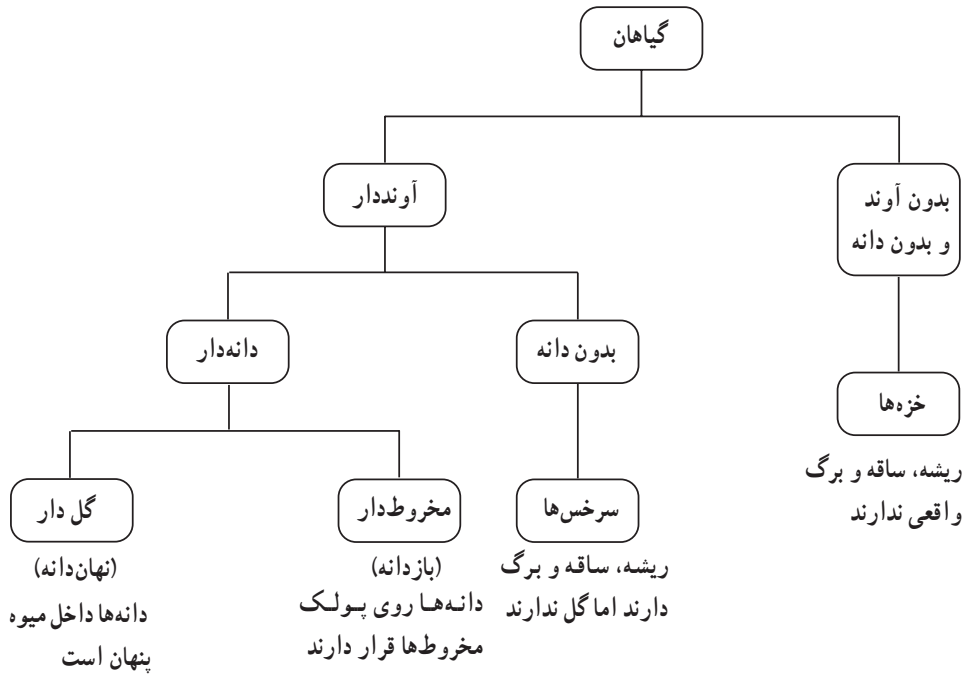 گیاهان
بدون آوند
و بدون دانه
آونددار
بدون دانه
دانه‌دار
خزه‌ها
ریشه، ساقه و برگ
واقعی ندارند
سرخس‌ها
ریشه، ساقه و برگ
دارند اما گل ندارند
مخروط‌دار
(بازدانه)
دانه‌ها روی پولک
مخروط‌ها قرار دارند
گل دار
(نهان‌دانه)
دانه‌ها داخل میوه
پنهان است